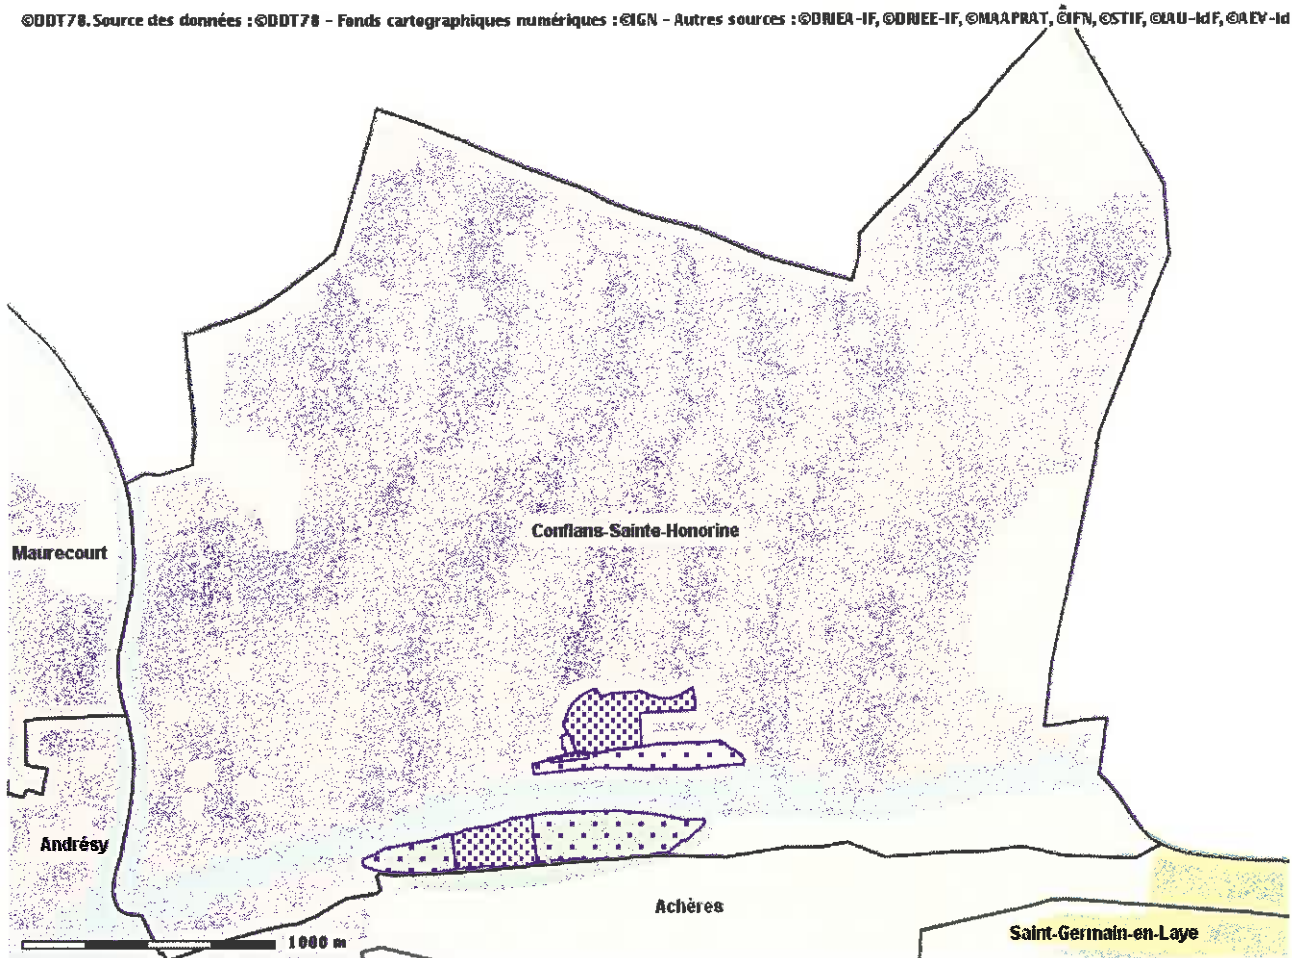 ©DDT78. Source des données : ©DDT78 - Fonds cartographiques numériques : ©IGN - Autres sources : ©DRIEA-IF, ©DRIEE-IF, ©MAAPRAT, ©IFN, ©STIF, ©IAU-IdF, ©AEV-Id
Conflans-Sainte-Honorine
Maurecourt
Andrésy
Achères
Saint-Germain-en-Laye
1000 m